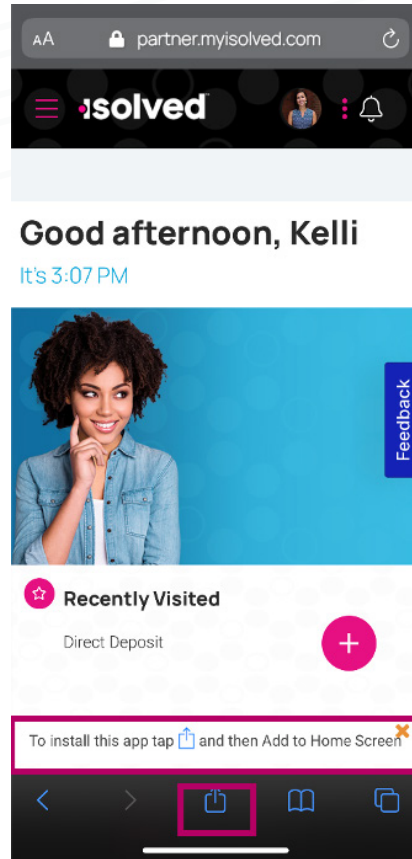 AA partner.myisolved.com
isolved
Good afternoon, Kelli
It's 3:07 PM
Feedback
Recently Visited
Direct Deposit
+
To install this app tap and then Add to Home Screen